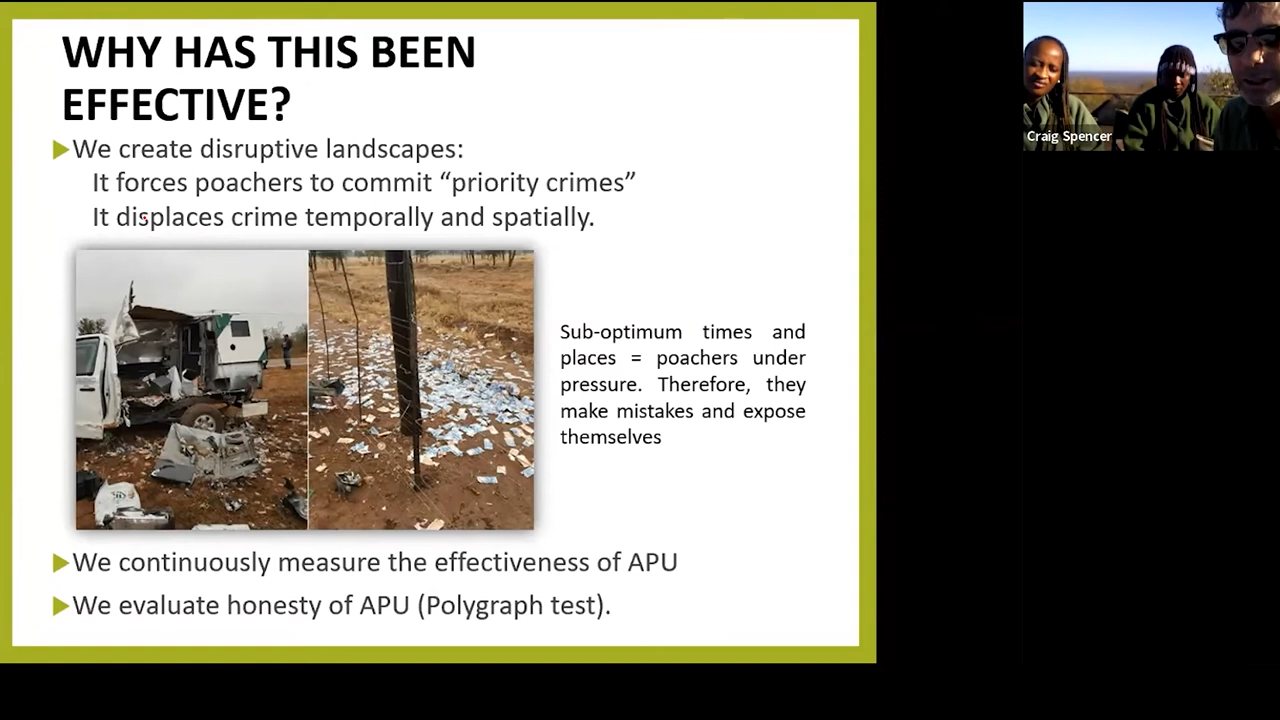 WHY HAS THIS BEEN
EFFECTIVE?
We create disruptive landscapes:
It forces poachers to commit “priority crimes”
It displaces crime temporally and spatially.
Sub-optimum times and
places = poachers under
pressure. Therefore, they
make mistakes and expose
themselves
We continuously measure the effectiveness of APU
We evaluate honesty of APU (Polygraph test).
Craig Spencer